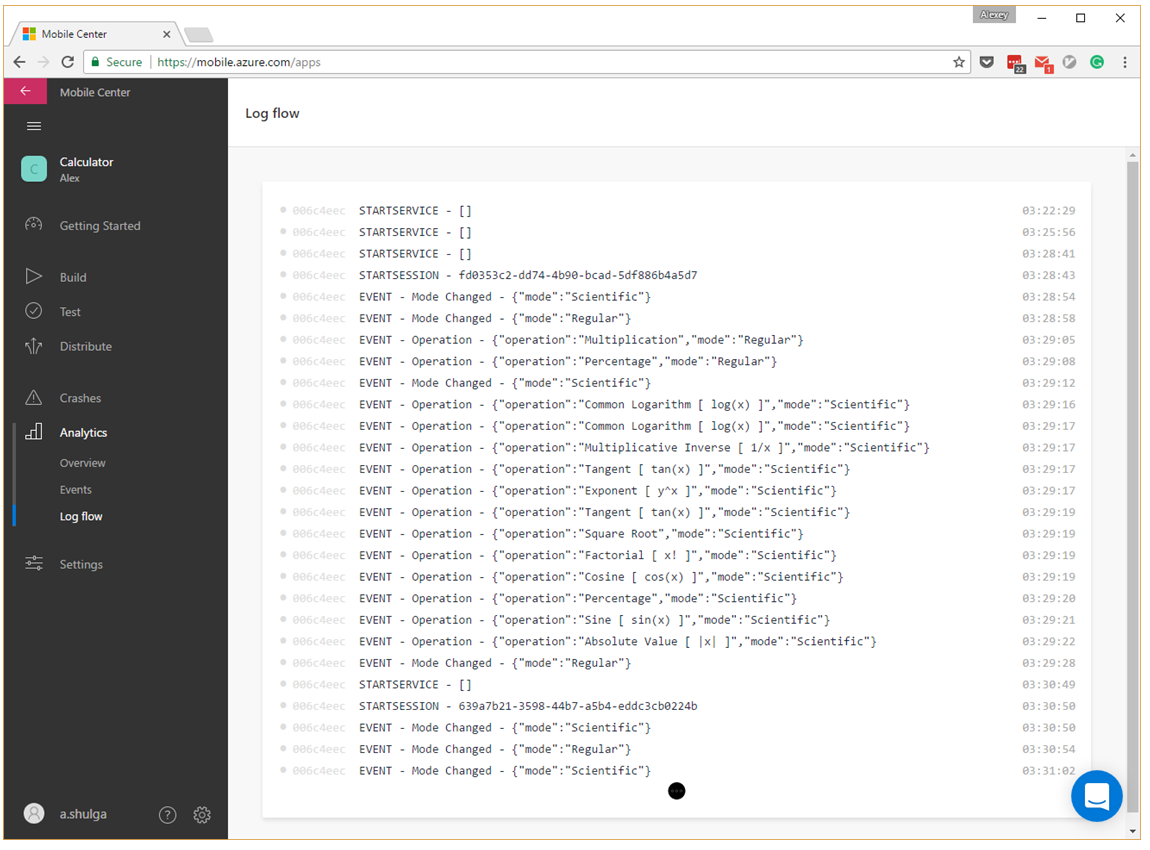 Alexey
Mobile Center
Secure https://mobile.azure.com/apps
22
1
Mobile Center
Log flow
C
Calculator
Alex
Getting Started
Build
Test
Distribute
Crashes
Analytics
Overview
Events
Log flow
Settings
a.shulga
?
006c4eec STARTSERVICE - [] 03:22:29
006c4eec STARTSERVICE - [] 03:25:56
006c4eec STARTSERVICE - [] 03:28:41
006c4eec STARTSESSION - fd0353c2-dd74-4b90-bcad-5df886b4a5d7 03:28:43
006c4eec EVENT - Mode Changed - {"mode":"Scientific"} 03:28:54
006c4eec EVENT - Mode Changed - {"mode":"Regular"} 03:28:58
006c4eec EVENT - Operation - {"operation":"Multiplication","mode":"Regular"} 03:29:05
006c4eec EVENT - Operation - {"operation":"Percentage","mode":"Regular"} 03:29:08
006c4eec EVENT - Mode Changed - {"mode":"Scientific"} 03:29:12
006c4eec EVENT - Operation - {"operation":"Common Logarithm [ log(x) ]","mode":"Scientific"} 03:29:16
006c4eec EVENT - Operation - {"operation":"Common Logarithm [ log(x) ]","mode":"Scientific"} 03:29:17
006c4eec EVENT - Operation - {"operation":"Multiplicative Inverse [ 1/x ]","mode":"Scientific"} 03:29:17
006c4eec EVENT - Operation - {"operation":"Tangent [ tan(x) ]","mode":"Scientific"} 03:29:17
006c4eec EVENT - Operation - {"operation":"Exponent [ y^x ]","mode":"Scientific"} 03:29:17
006c4eec EVENT - Operation - {"operation":"Tangent [ tan(x) ]","mode":"Scientific"} 03:29:19
006c4eec EVENT - Operation - {"operation":"Square Root","mode":"Scientific"} 03:29:19
006c4eec EVENT - Operation - {"operation":"Factorial [ x! ]","mode":"Scientific"} 03:29:19
006c4eec EVENT - Operation - {"operation":"Cosine [ cos(x) ]","mode":"Scientific"} 03:29:19
006c4eec EVENT - Operation - {"operation":"Percentage","mode":"Scientific"} 03:29:20
006c4eec EVENT - Operation - {"operation":"Sine [ sin(x) ]","mode":"Scientific"} 03:29:21
006c4eec EVENT - Operation - {"operation":"Absolute Value [ |x| ]","mode":"Scientific"} 03:29:22
006c4eec EVENT - Mode Changed - {"mode":"Regular"} 03:29:28
006c4eec STARTSERVICE - [] 03:30:49
006c4eec STARTSESSION - 639a7b21-3598-44b7-a5b4-eddc3cb0224b 03:30:50
006c4eec EVENT - Mode Changed - {"mode":"Scientific"} 03:30:50
006c4eec EVENT - Mode Changed - {"mode":"Regular"} 03:30:54
006c4eec EVENT - Mode Changed - {"mode":"Scientific"} 03:31:02